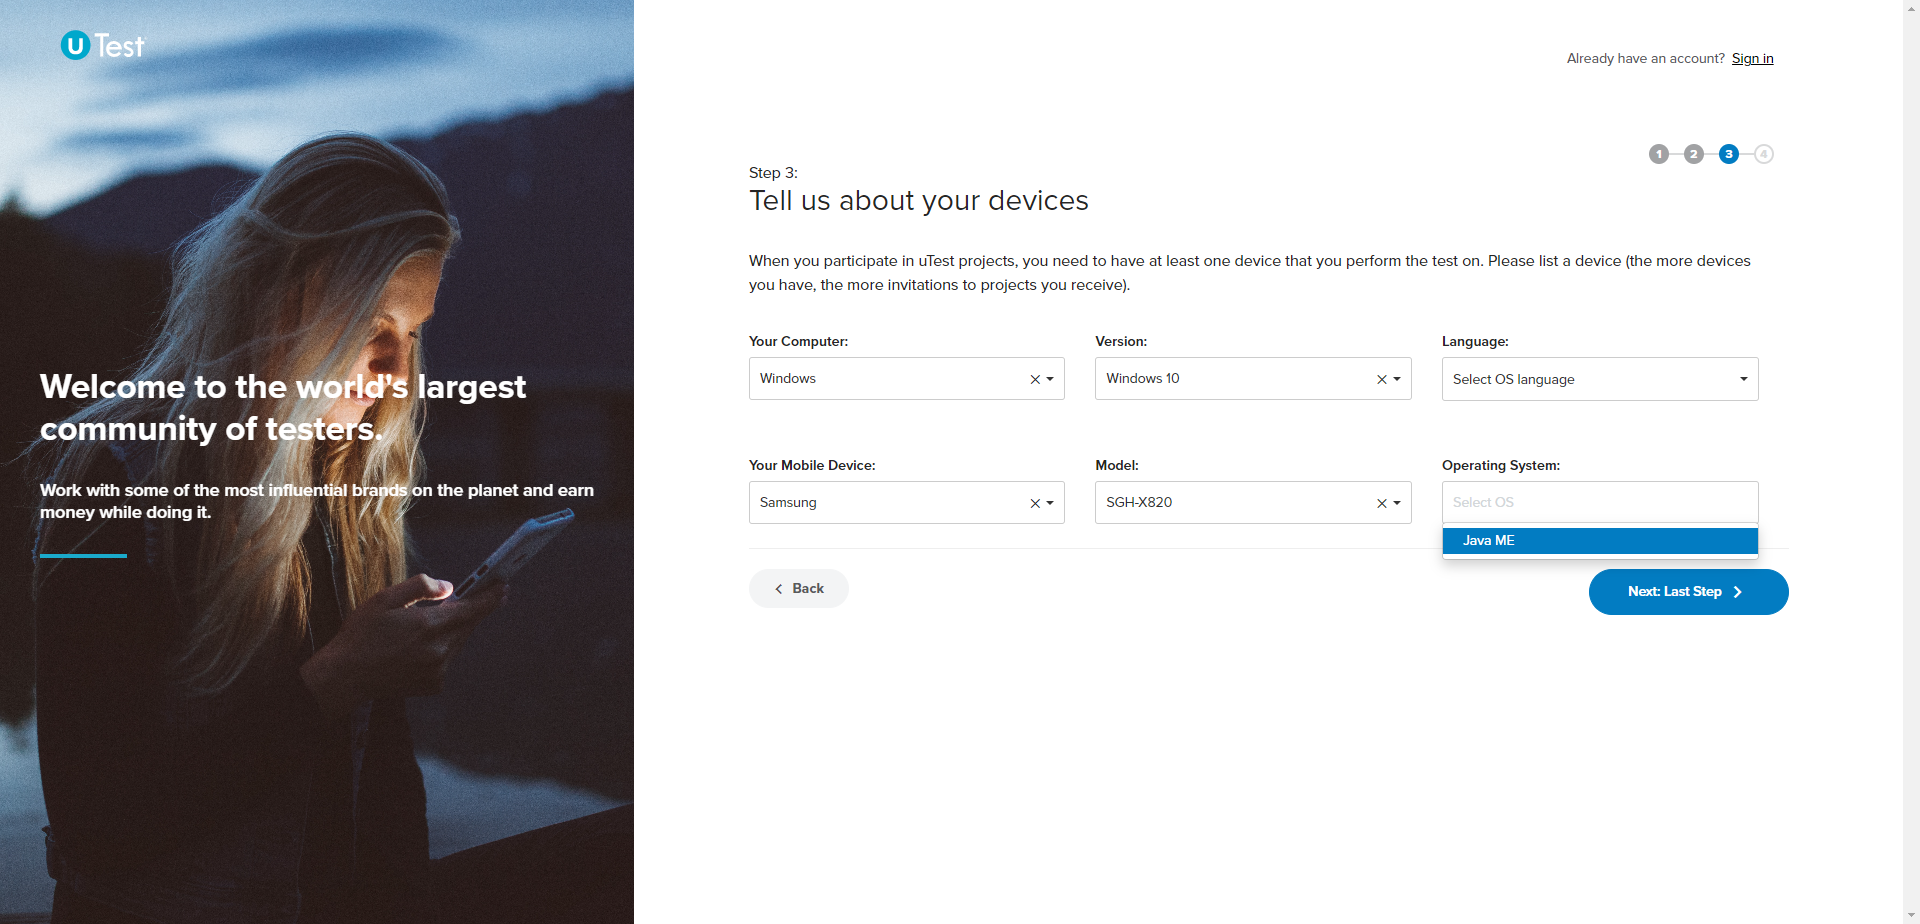 U Test
Already have an account? Sign in
1 2 3 4
Step 3:
Tell us about your devices
When you participate in uTest projects, you need to have at least one device that you perform the test on. Please list a device (the more devices
you have, the more invitations to projects you receive).
Your Computer: Version: Language:
Windows Windows 10 Select OS language
Your Mobile Device: Model: Operating System:
Samsung SGH-X820 Select OS
Java ME
Back
Next: Last Step
Welcome to the world's largest
community of testers.
Work with some of the most influential brands on the planet and earn
money while doing it.